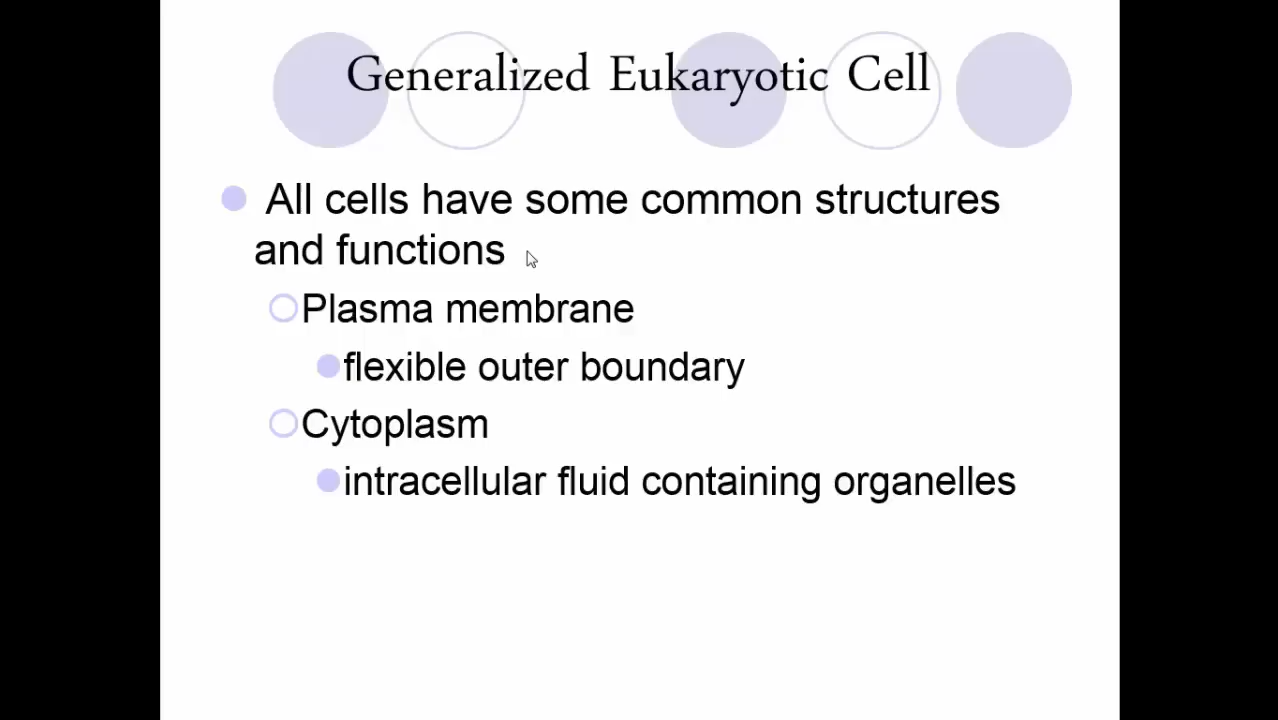 Generalized Eukaryotic Cell
All cells have some common structures
and functions
Plasma membrane
flexible outer boundary
Cytoplasm
intracellular fluid containing organelles